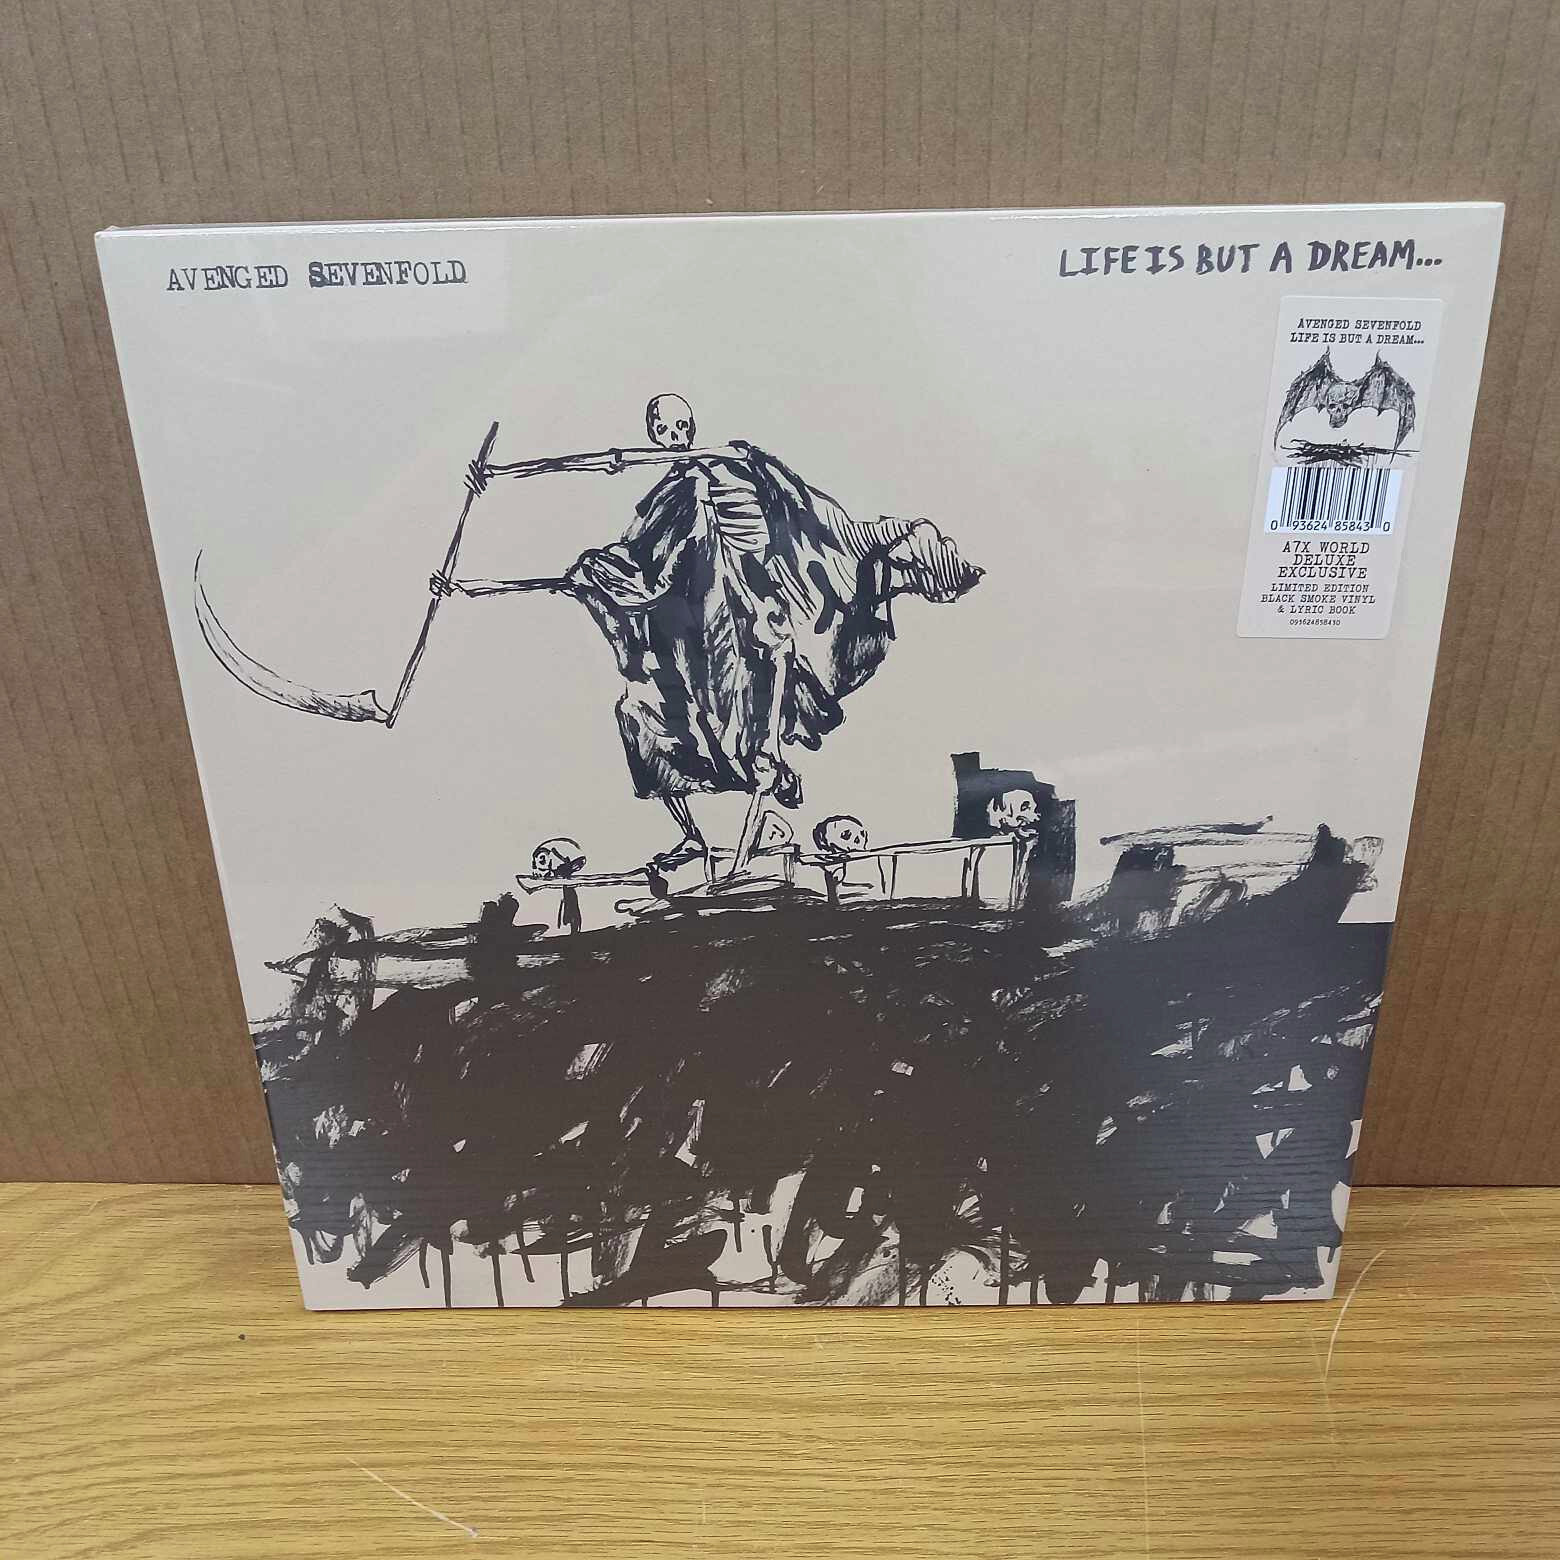 AVENGED SEVENFOLD
LIFE IS BUT A DREAM...
AVENGED SEVENFOLD
LIFE IS BUT A DREAM...
0 93624 85843 0
A7X WORLD
DELUXE
EXCLUSIVE
LIMITED EDITION
BLACK SMOKE VINYL
& LYRIC BOOK
093624858430